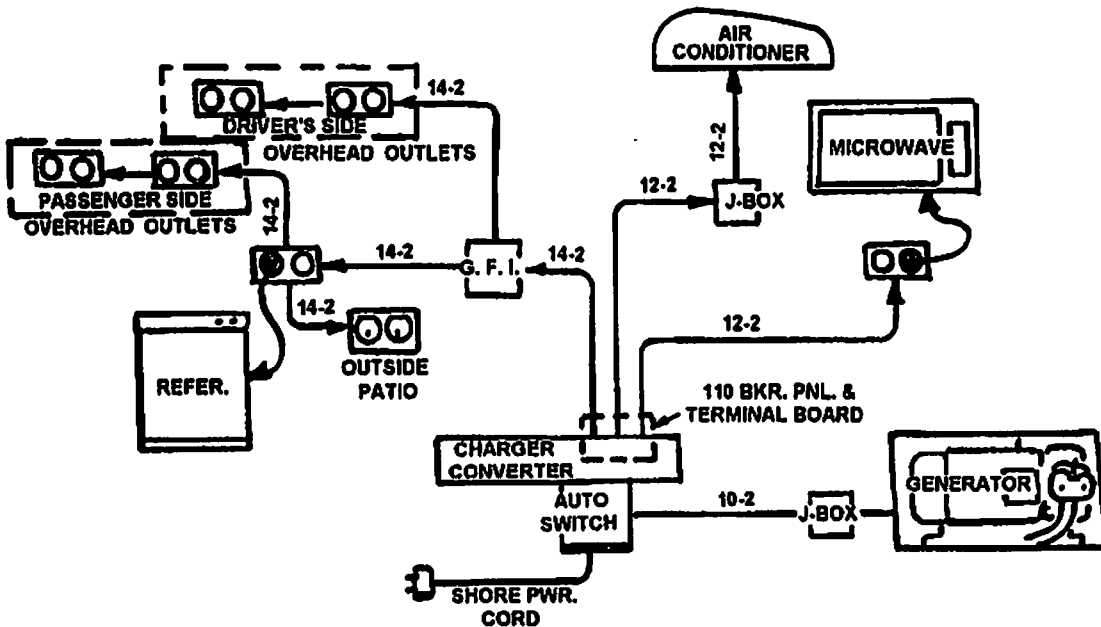 AIR
CONDITIONER
14-2
DRIVER'S SIDE
OVERHEAD OUTLETS
12-2
MICROWAVE
PASSENGER SIDE
OVERHEAD OUTLETS
14-2
12-2
J-BOX
14-2
G. F. I.
14-2
14-2
12-2
REFER.
OUTSIDE
PATIO
110 BKR. PNL. &
TERMINAL BOARD
CHARGER
CONVERTER
AUTO
SWITCH
10-2
J-BOX
GENERATOR
SHORE PWR.
CORD